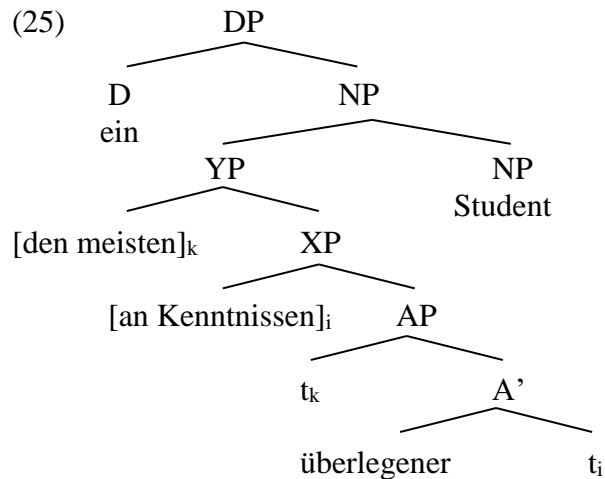 (25) DP
D NP
ein
YP NP
Student
[den meisten]k XP
[an Kenntnissen]i AP
tk A’
überlegener ti